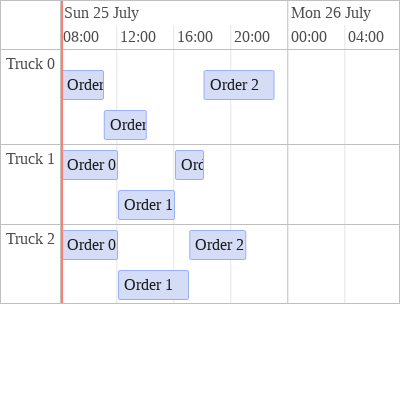 Sun 25 July
Mon 26 July
08:00 12:00 16:00 20:00 00:00 04:00
Truck 0
Order
Order 2
Order
Truck 1
Order 0
Ord
Order 1
Truck 2
Order 0
Order 2
Order 1